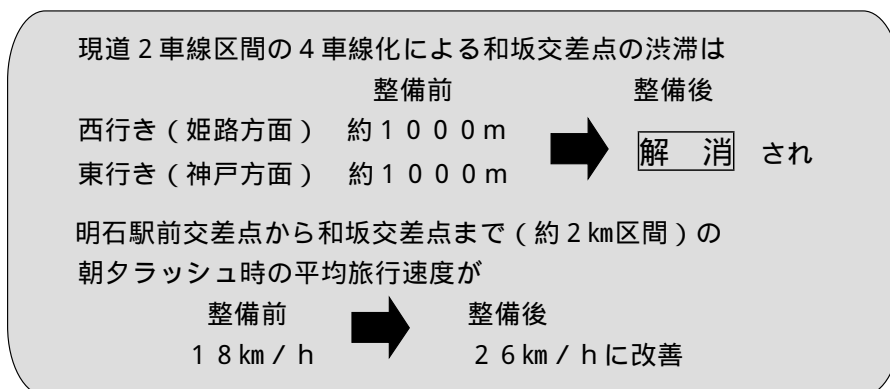 現道２車線区間の４車線化による和坂交差点の渋滞は
整備前　整備後
西行き（姫路方面）　約１０００ｍ
解　消　され
東行き（神戸方面）　約１０００ｍ
明石駅前交差点から和坂交差点まで（約２㎞区間）の
朝夕ラッシュ時の平均旅行速度が
整備前　整備後
１８㎞／ｈ　２６㎞／ｈに改善